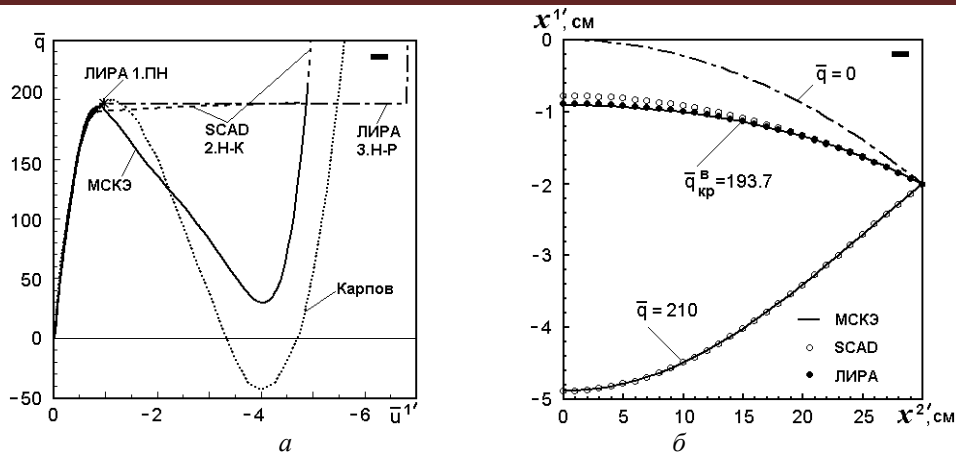 q̅
200
150
100
50
0
-50
0
-2
-4
-6
u̅¹′
ЛИРА 1.ПН
SCAD
2.Н-К
ЛИРА
3.Н-Р
МСКЭ
Карпов
а
x¹′, см
0
-1
-2
-3
-4
-5
0
5
10
15
20
25
x²′, см
q̅ = 0
q̅ᴮкр=193.7
q̅ = 210
МСКЭ
SCAD
ЛИРА
б